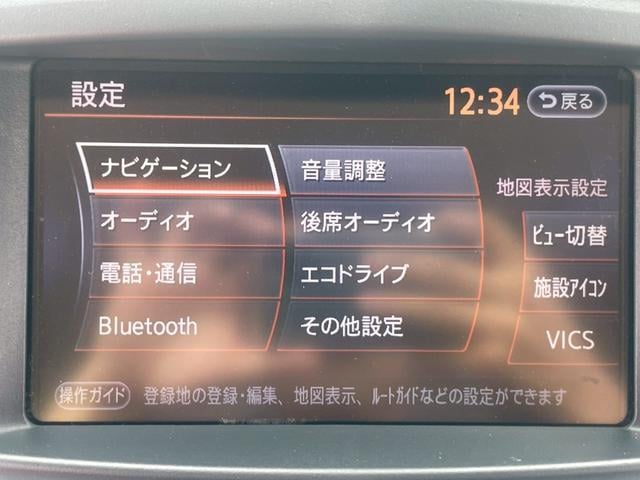 設定
12:34 戻る
ナビゲーション 音量調整
地図表示設定
オーディオ 後席オーディオ
ビュー切替
電話・通信 エコドライブ
施設アイコン
Bluetooth その他設定
VICS
操作ガイド 登録地の登録・編集、地図表示、ルートガイドなどの設定ができます